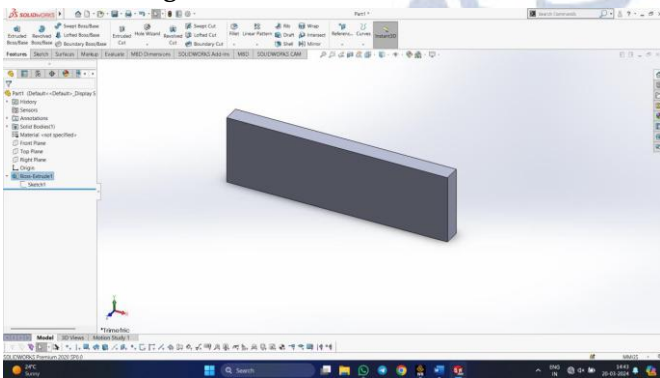 SOLIDWORKS
Part1 *
Search Commands
Swept Boss/Base
Lofted Boss/Base
Boundary Boss/Base
Extruded Boss/Base
Revolved Boss/Base
Extruded Cut
Hole Wizard
Revolved Cut
Swept Cut
Lofted Cut
Boundary Cut
Fillet
Linear Pattern
Rib
Draft
Shell
Wrap
Intersect
Mirror
Curves
Instant3D
Features Sketch Surfaces Markup Evaluate MBD Dimensions SOLIDWORKS Add-Ins MBD SOLIDWORKS CAM
Part1 (Default<<Default>_Display S
History
Sensors
Annotations
Solid Bodies(1)
Material <not specified>
Front Plane
Top Plane
Right Plane
Origin
Boss-Extrude1
Sketch1
*Trimetric
Model 3D Views Motion Study 1
SOLIDWORKS Premium 2020 SP0.0
MMGS
24°C
Sunny
Search
ENG
IN
14:43
20-03-2024